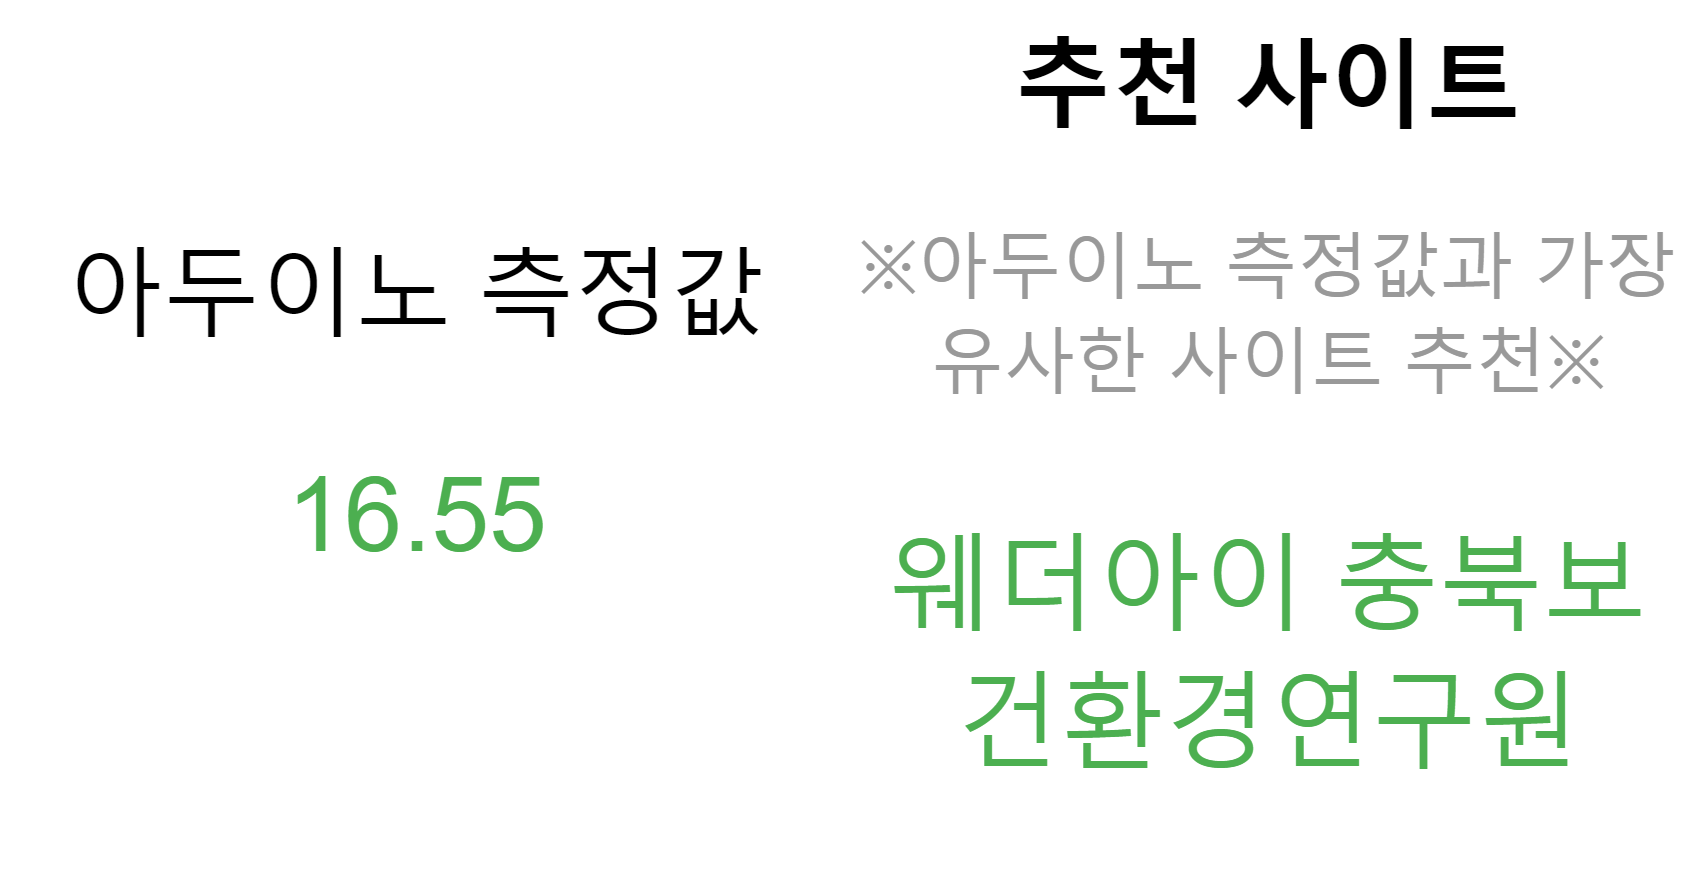 아두이노 측정값
16.55
추천 사이트
※아두이노 측정값과 가장
유사한 사이트 추천※
웨더아이 충북보
건환경연구원